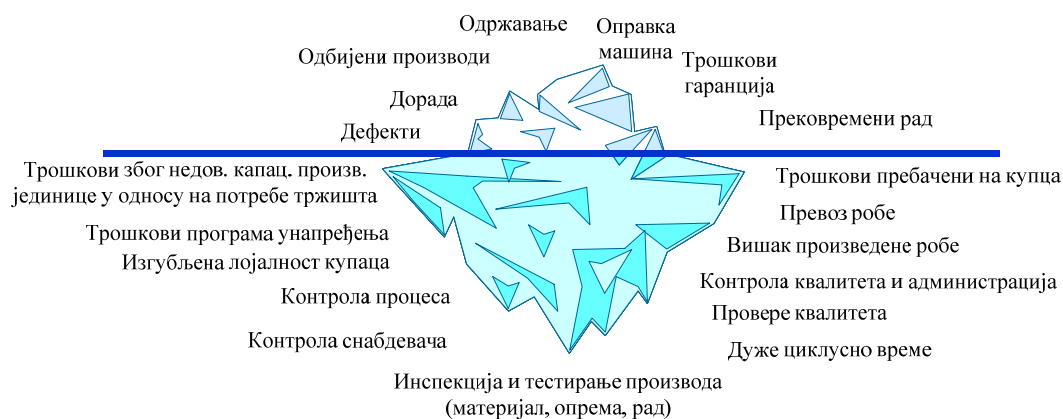 Одржавање
Оправка
машина
Одбијени производи
Трошкови
гаранција
Дорада
Прековремени рад
Дефекти
Трошкови због недов. капац. произв.
јединице у односу на потребе тржишта
Трошкови пребачени на купца
Превоз робе
Трошкови програма унапређења
Вишак произведене робе
Изгубљена лојалност купаца
Контрола квалитета и администрација
Контрола процеса
Провере квалитета
Контрола снабдевача
Дуже циклусно време
Инспекција и тестирање производа
(материјал, опрема, рад)